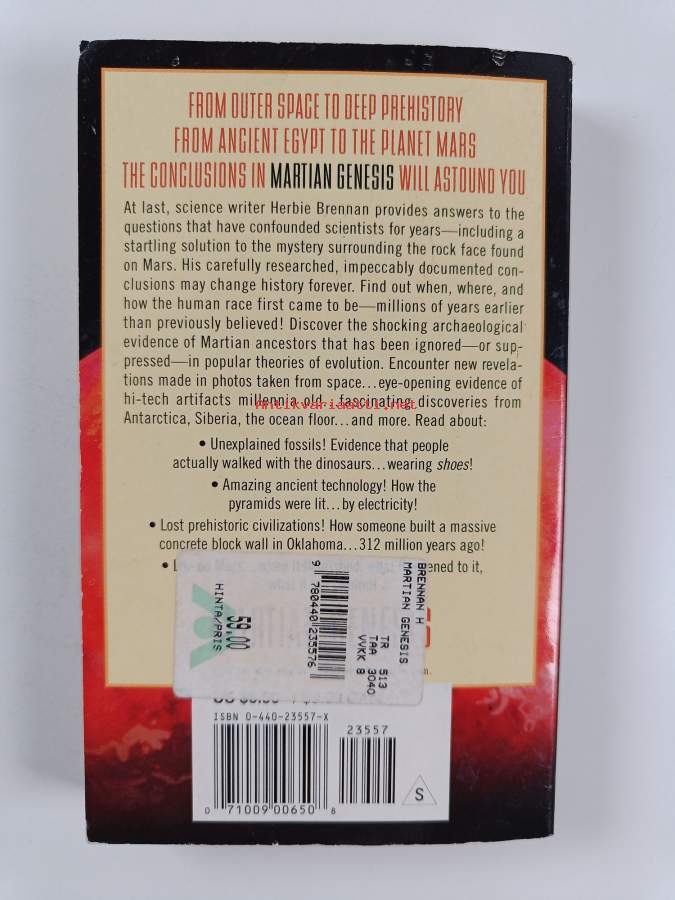 FROM OUTER SPACE TO DEEP PREHISTORY
FROM ANCIENT EGYPT TO THE PLANET MARS
THE CONCLUSIONS IN MARTIAN GENESIS WILL ASTOUND YOU
At last, science writer Herbie Brennan provides answers to the
questions that have confounded scientists for years—including a
startling solution to the mystery surrounding the rock face found
on Mars. His carefully researched, impeccably documented con-
clusions may change history forever. Find out when, where, and
how the human race first came to be—millions of years earlier
than previously believed! Discover the shocking archaeological
evidence of Martian ancestors that has been ignored—or sup-
pressed—in popular theories of evolution. Encounter new revela-
tions made in photos taken from space...eye-opening evidence of
hi-tech artifacts millennia old...fascinating discoveries from
Antikvariaatti.net
Antarctica, Siberia, the ocean floor...and more. Read about:
• Unexplained fossils! Evidence that people
actually walked with the dinosaurs...wearing shoes!
• Amazing ancient technology! How the
pyramids were lit...by electricity!
• Lost prehistoric civilizations! How someone built a massive
concrete block wall in Oklahoma...312 million years ago!
ened to it,
BRENNAN H
MARTIAN GENESIS
TR 513
TAA 3040
VVKK 8
9 780440 235576
59.00
HINTA/PRIS
ISBN 0-440-23557-X
23557
0 71009 00650 8
S